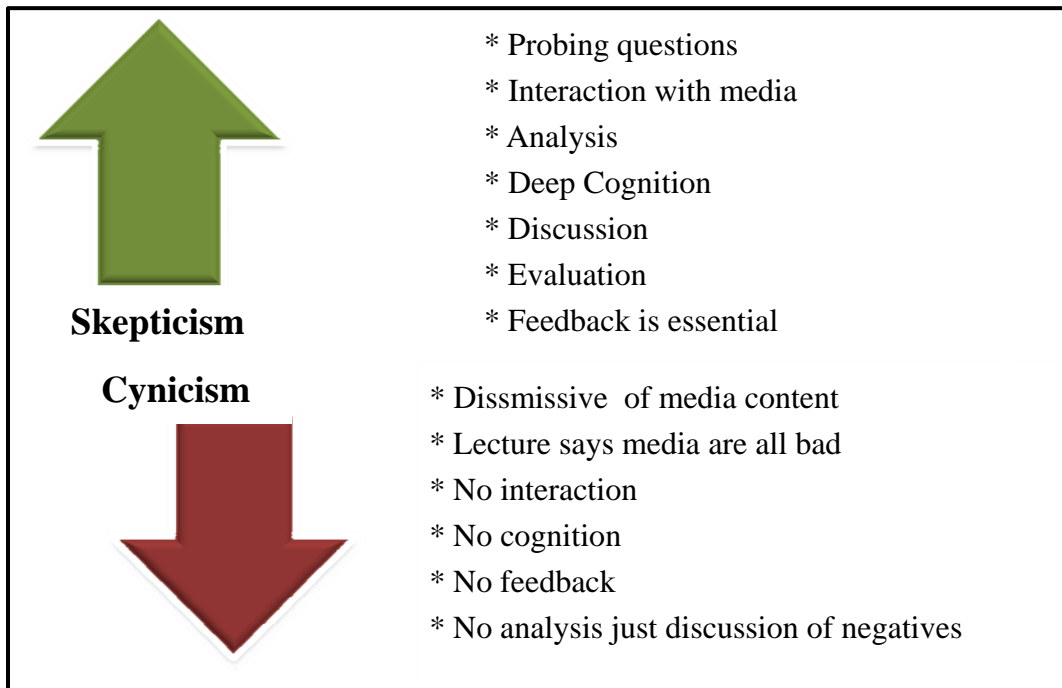 * Probing questions
* Interaction with media
* Analysis
* Deep Cognition
* Discussion
* Evaluation
* Feedback is essential
Skepticism
Cynicism
* Dissmissive of media content
* Lecture says media are all bad
* No interaction
* No cognition
* No feedback
* No analysis just discussion of negatives